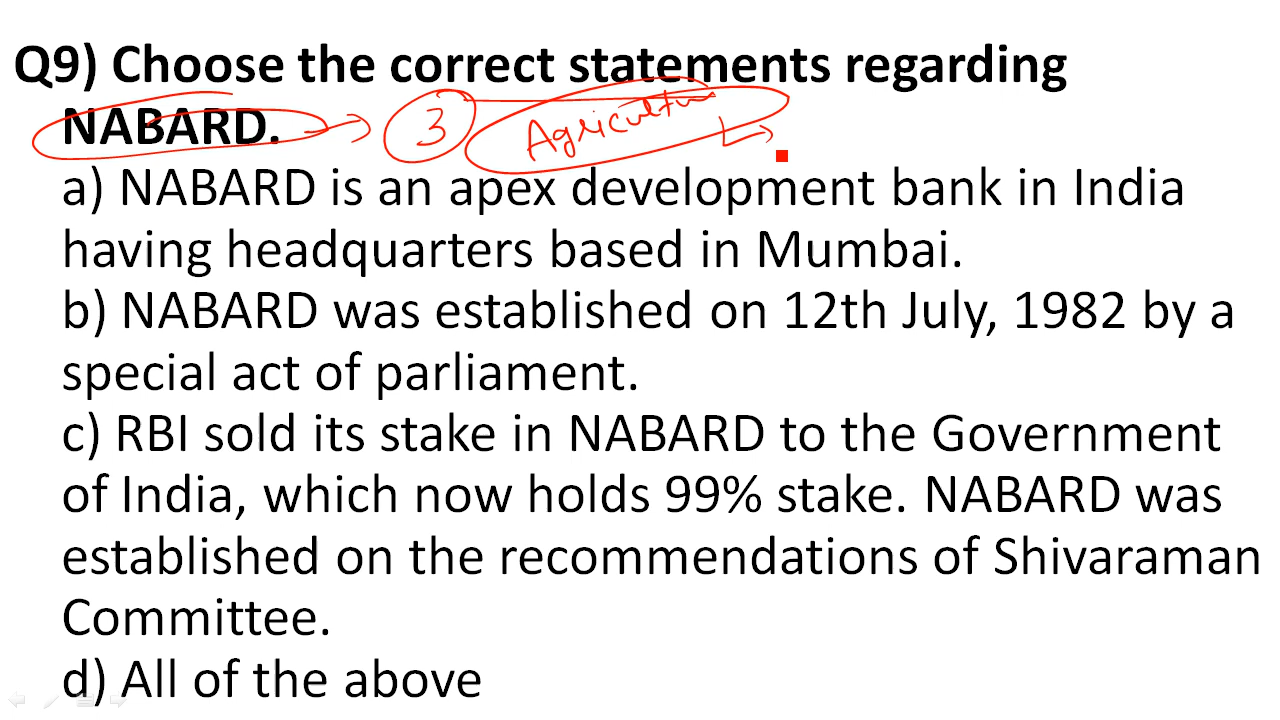 Q9) Choose the correct statements regarding
NABARD. 3 Agriculture
a) NABARD is an apex development bank in India
having headquarters based in Mumbai.
b) NABARD was established on 12th July, 1982 by a
special act of parliament.
c) RBI sold its stake in NABARD to the Government
of India, which now holds 99% stake. NABARD was
established on the recommendations of Shivaraman
Committee.
d) All of the above